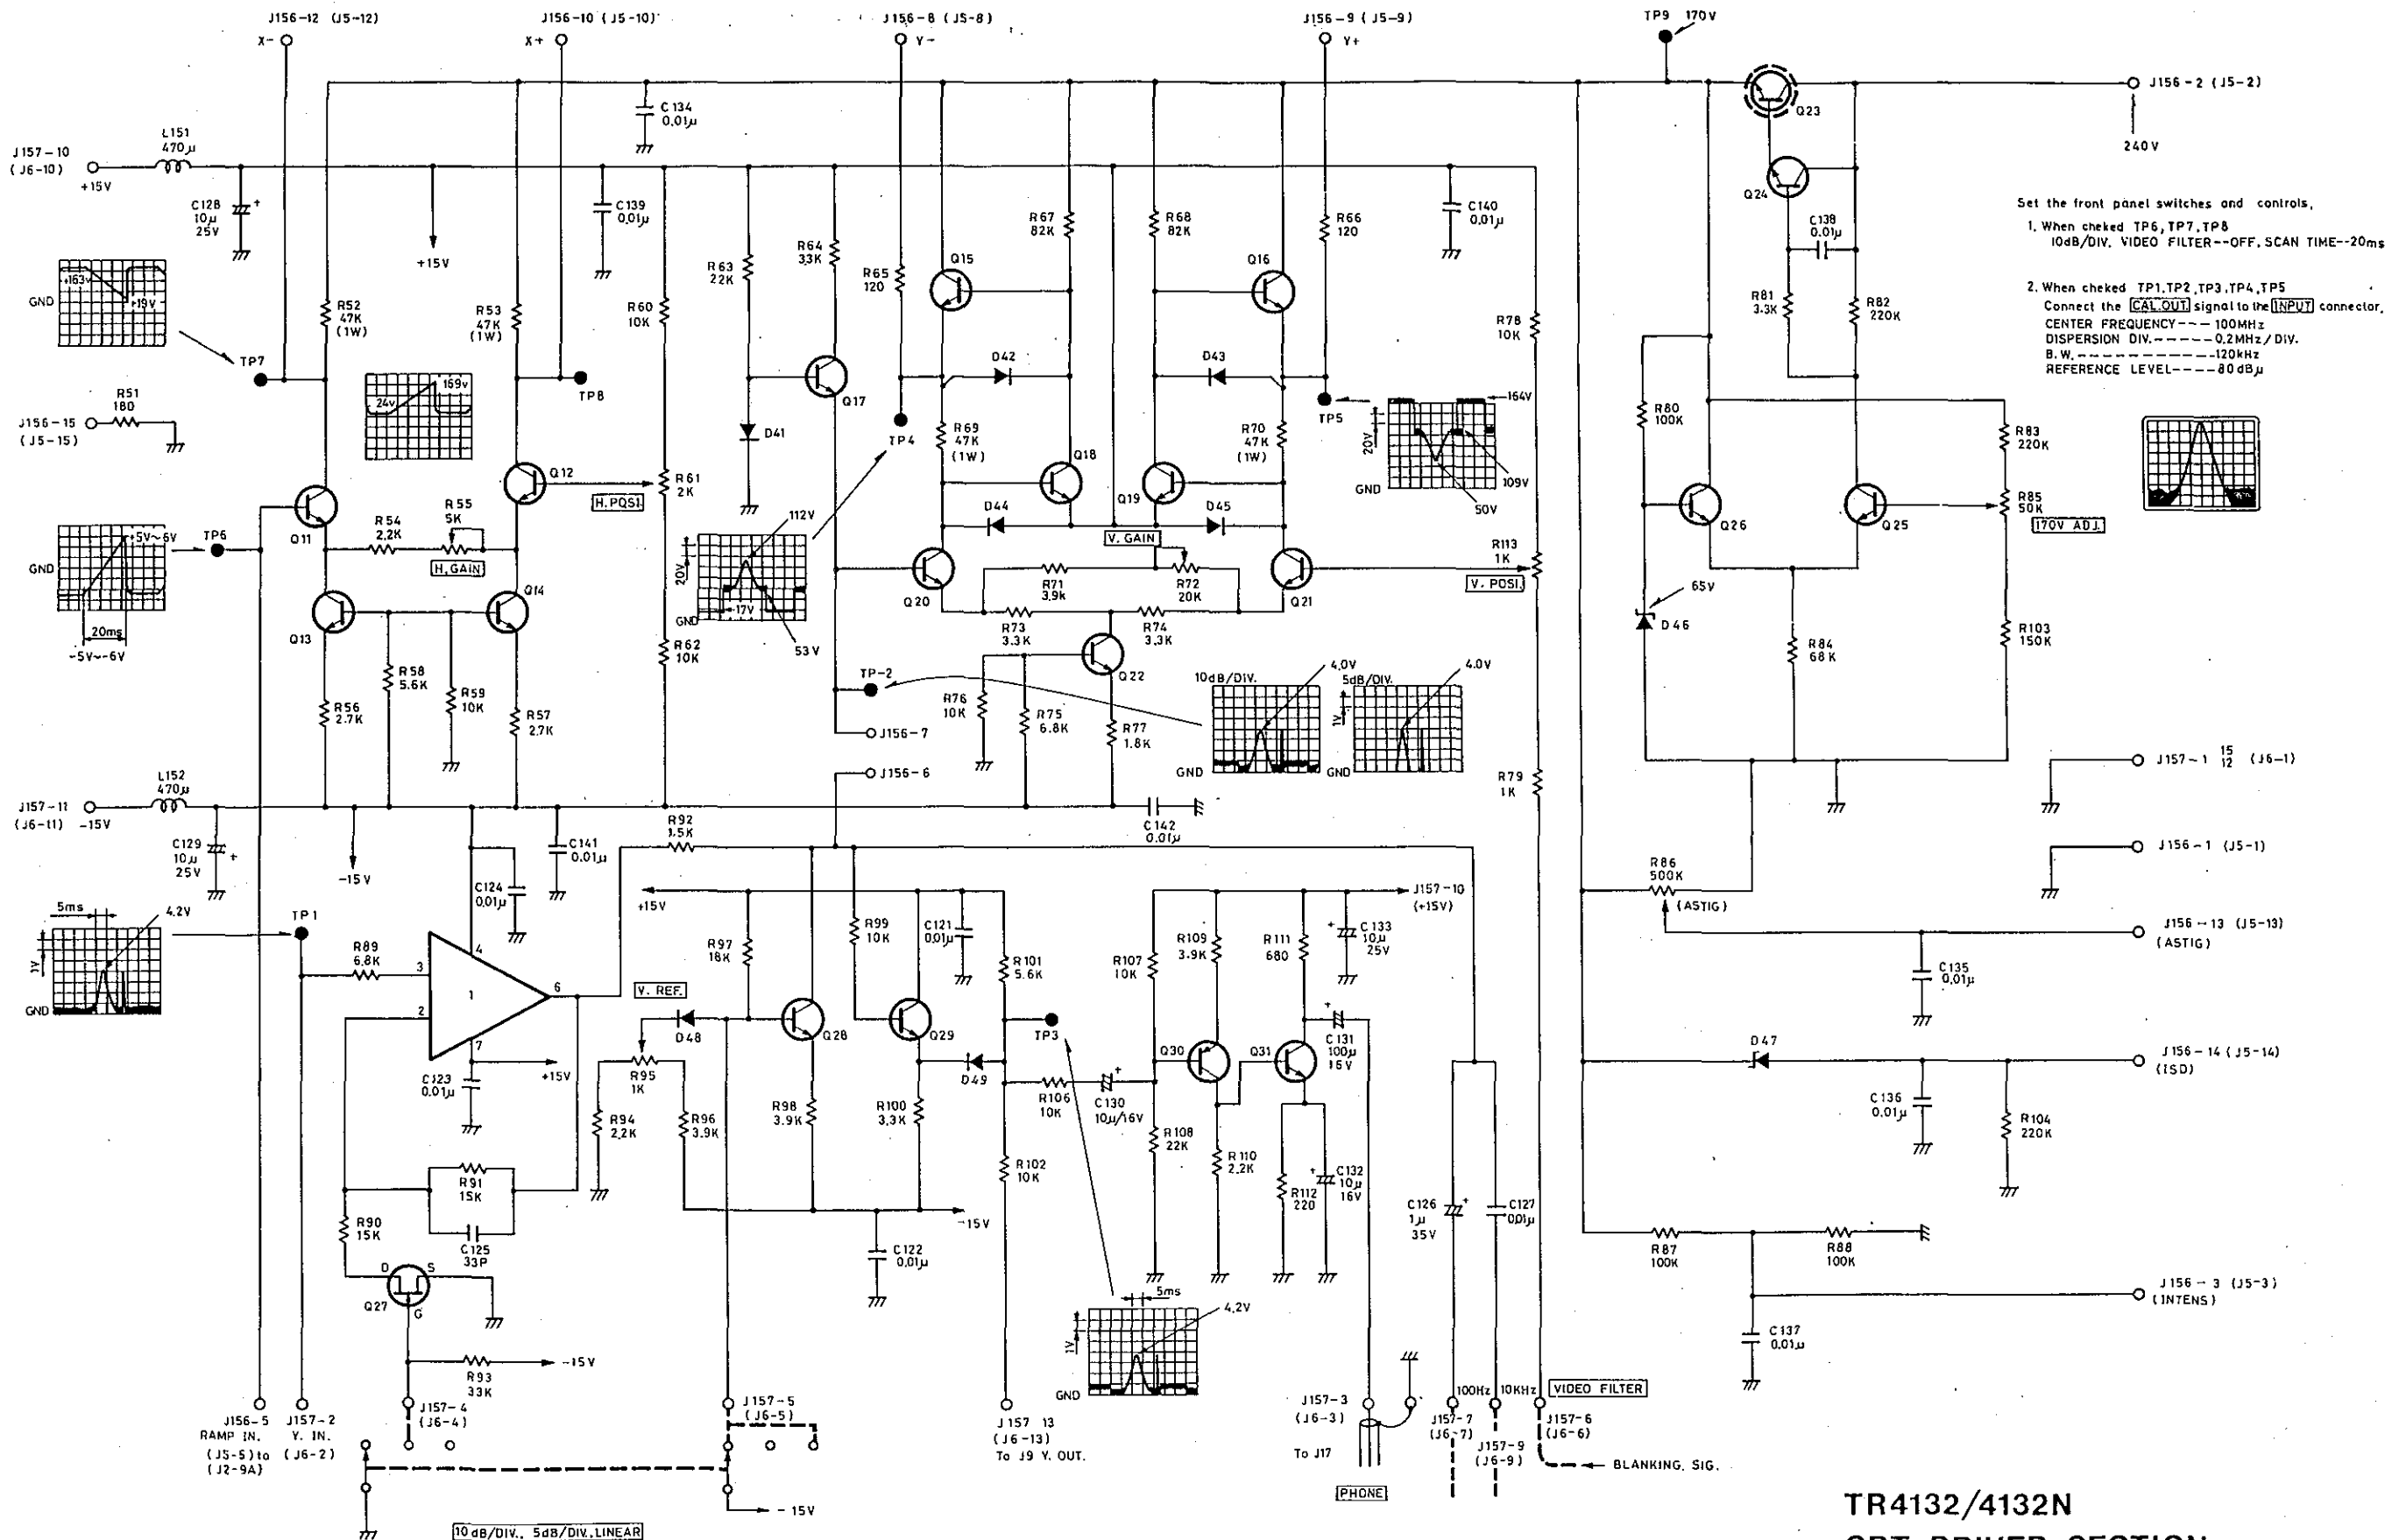 J156-12 (J5-12)
J156-10 (J5-10)
J156-8 (J5-8)
J156-9 (J5-9)
TP9 170V
X-
X+
Y-
Y+
J156-2 (J5-2)
240V
Q23
Q24
C134
0.01μ
L151
470μ
J157-10
(J6-10)
+15V
C128
10μ
25V
+
+15V
C139
0.01μ
R63
22K
R64
3.3K
R65
120
R67
82K
R68
82K
R66
120
C140
0.01μ
C138
0.01μ
Set the front panel switches and controls,
1. When cheked TP6, TP7, TP8
10dB/DIV. VIDEO FILTER--OFF, SCAN TIME--20ms
2. When cheked TP1, TP2, TP3, TP4, TP5
Connect the CAL.OUT signal to the INPUT connector.
CENTER FREQUENCY--- 100MHz
DISPERSION DIV.-----0.2MHz/DIV.
B.W.-----------120kHz
REFERENCE LEVEL----80dBμ
+163V
GND
+19V
R52
47K
(1W)
R53
47K
(1W)
R60
10K
Q15
Q16
R78
10K
R81
3.3K
R82
220K
TP7
TP8
24V
169V
R51
180
J156-15
(J5-15)
D41
Q17
D42
D43
TP4
TP5
164V
20V
109V
GND
50V
R69
47K
(1W)
R70
47K
(1W)
R80
100K
R83
220K
R85
50K
170V ADJ.
Q12
R61
2K
H.POSI.
Q18
Q19
Q26
Q25
Q11
R54
2.2K
R55
5K
H.GAIN
D44
D45
V. GAIN
+5V~6V
TP6
GND
20ms
-5V~-6V
112V
20V
17V
GND
53V
Q20
R71
3.9k
R72
20K
Q21
R113
1K
V. POSI.
65V
D46
R84
68K
R103
150K
Q13
Q14
R73
3.3K
R74
3.3K
R58
5.6K
R59
10K
R62
10K
R56
2.7K
R57
2.7K
TP-2
J156-7
J156-6
Q22
R76
10K
R75
6.8K
R77
1.8K
10dB/DIV.
4.0V
5dB/DIV.
4.0V
1V
GND
GND
R79
1K
J157-1 15 12 (J6-1)
L152
470μ
J157-11
(J6-11)
-15V
C129
10μ
25V
+
-15V
C141
0.01μ
R92
1.5K
C142
0.01μ
J156-1 (J5-1)
C124
0.01μ
+15V
J157-10
(+15V)
R86
500K
(ASTIG)
J156-13 (J5-13)
(ASTIG)
5ms
4.2V
1V
GND
TP1
R89
6.8K
3
4
1
6
2
7
R97
18K
R99
10K
C121
0.01μ
R101
5.6K
R107
10K
R109
3.9K
R111
680
C133
10μ
25V
C135
0.01μ
V. REF.
D48
Q28
Q29
TP3
Q30
Q31
C131
100μ
16V
D47
J156-14 (J5-14)
(ISD)
+15V
C123
0.01μ
R95
1K
D49
R94
2.2K
R96
3.9K
R98
3.9K
R100
3.3K
R106
10K
C130
10μ/16V
C136
0.01μ
R104
220K
R91
15K
R90
15K
C125
33P
R102
10K
R108
22K
R110
2.2K
R112
220
C132
10μ
16V
C126
1μ
35V
C127
0.01μ
-15V
C122
0.01μ
R87
100K
R88
100K
D
S
Q27
G
5ms
4.2V
1V
GND
J156-3 (J5-3)
(INTENS)
C137
0.01μ
R93
33K
-15V
J156-5
RAMP IN.
(J5-5) to
(J2-9A)
J157-2
Y. IN.
(J6-2)
J157-4
(J6-4)
J157-5
(J6-5)
J157-13
(J6-13)
To J9 Y. OUT.
J157-3
(J6-3)
To J17
PHONE
100Hz
10KHz
VIDEO FILTER
J157-7
(J6-7)
J157-9
(J6-9)
J157-6
(J6-6)
BLANKING. SIG.
-15V
10dB/DIV., 5dB/DIV.,LINEAR
TR4132/4132N
CRT DRIVER SECTION